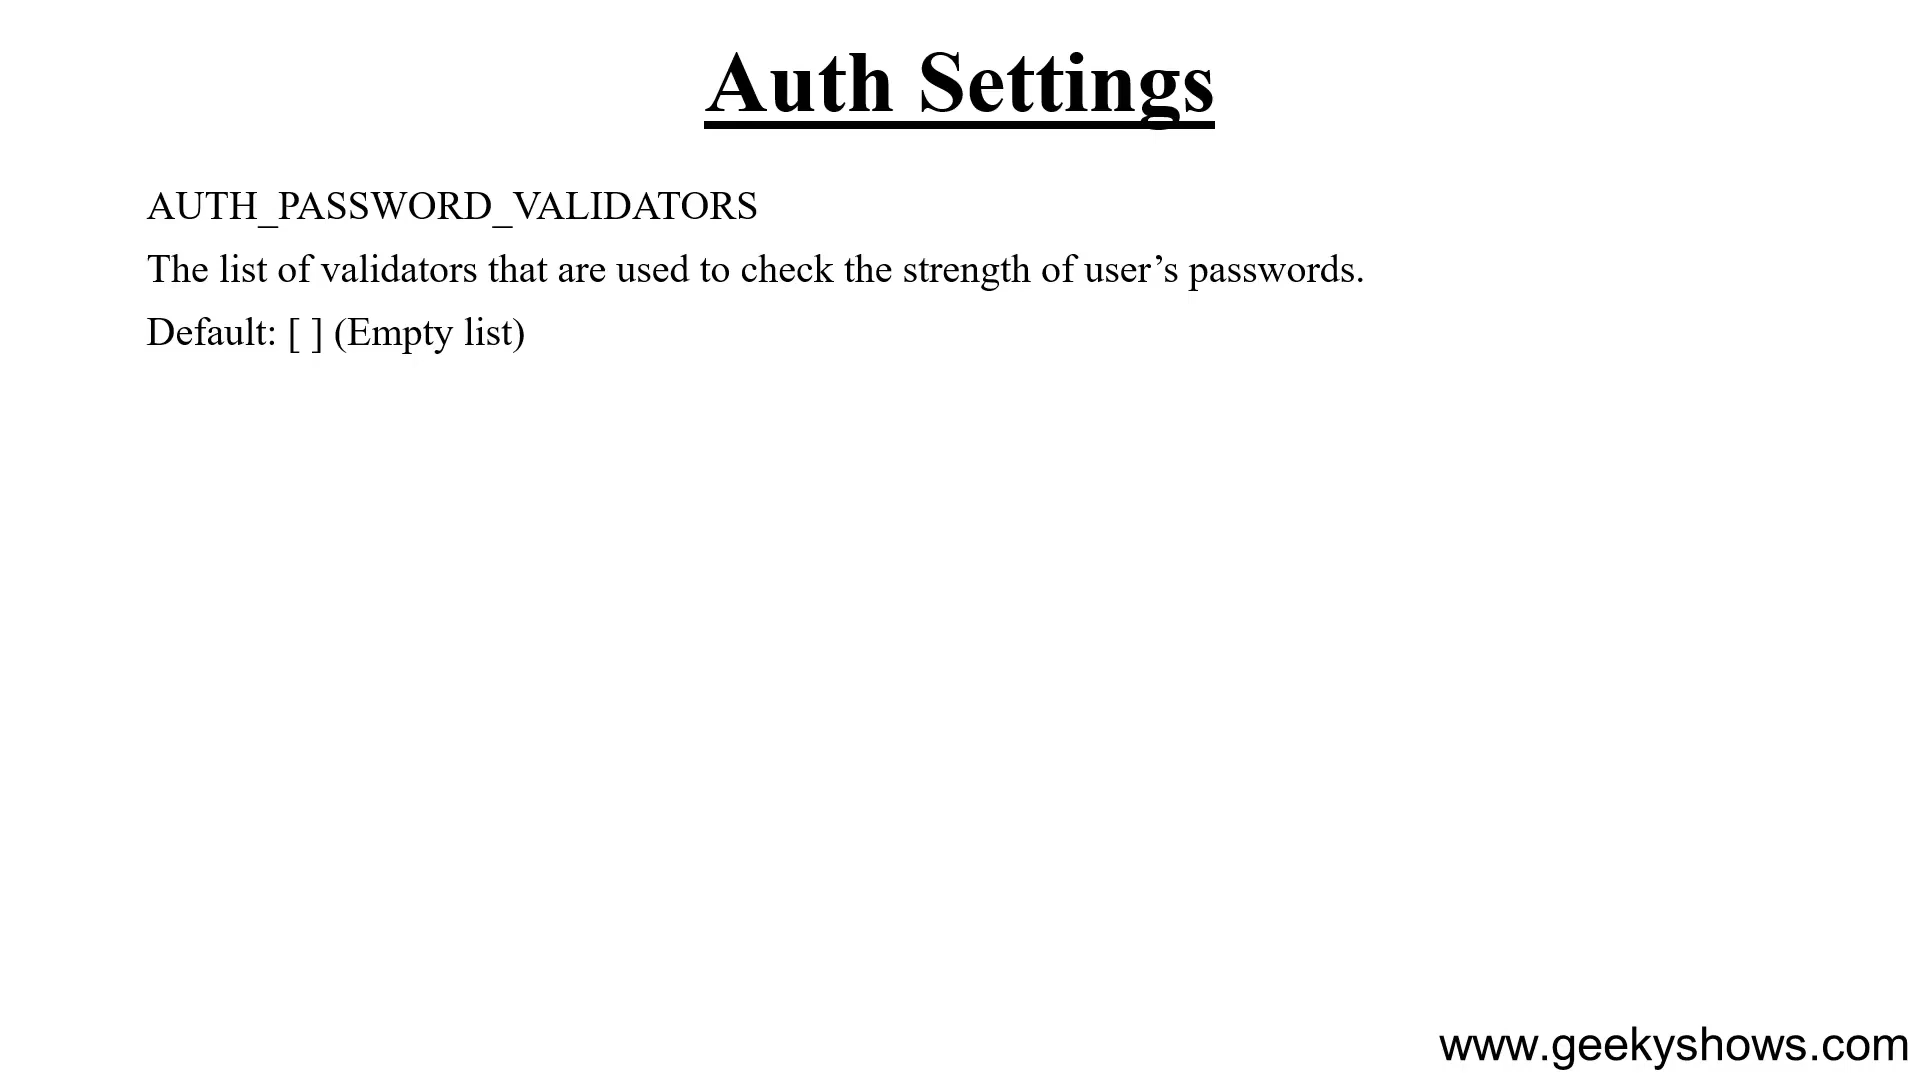 Auth Settings
AUTH_PASSWORD_VALIDATORS
The list of validators that are used to check the strength of user’s passwords.
Default: [ ] (Empty list)
www.geekyshows.com